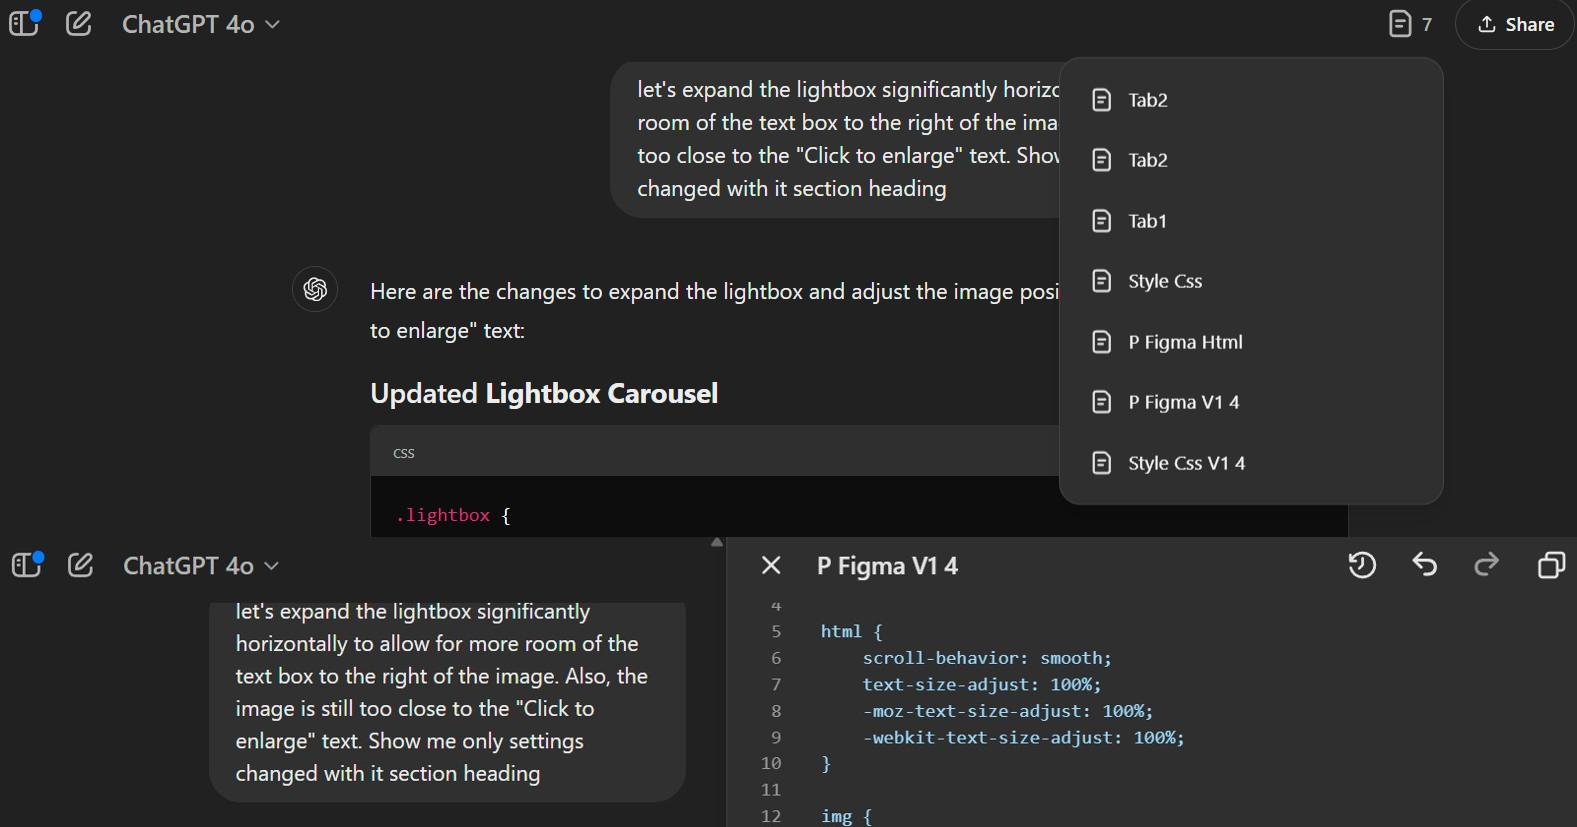 ChatGPT 4o
7
Share
let's expand the lightbox significantly horiz
room of the text box to the right of the ima
too close to the "Click to enlarge" text. Show
changed with it section heading
Tab2
Tab2
Tab1
Style Css
P Figma Html
P Figma V1 4
Style Css V1 4
Here are the changes to expand the lightbox and adjust the image posi
to enlarge" text:
Updated Lightbox Carousel
css
.lightbox {
ChatGPT 4o
let's expand the lightbox significantly
horizontally to allow for more room of the
text box to the right of the image. Also, the
image is still too close to the "Click to
enlarge" text. Show me only settings
changed with it section heading
P Figma V1 4
4
5 html {
6 scroll-behavior: smooth;
7 text-size-adjust: 100%;
8 -moz-text-size-adjust: 100%;
9 -webkit-text-size-adjust: 100%;
10 }
11
12 img {